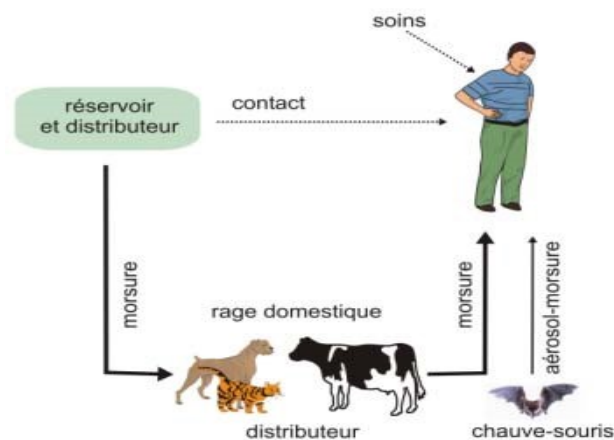 soins
réservoir
et distributeur
contact
morsure
rage domestique
morsure
aérosol-morsure
distributeur
chauve-souris